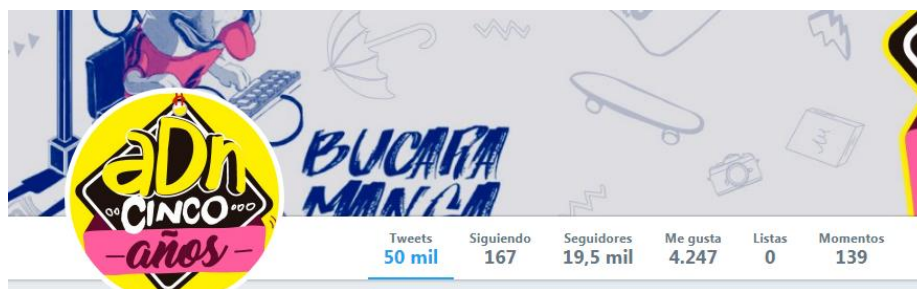 BUCARA
MANGA
aDn
CINCO
años
Tweets Siguiendo Seguidores Me gusta Listas Momentos
50 mil 167 19,5 mil 4.247 0 139